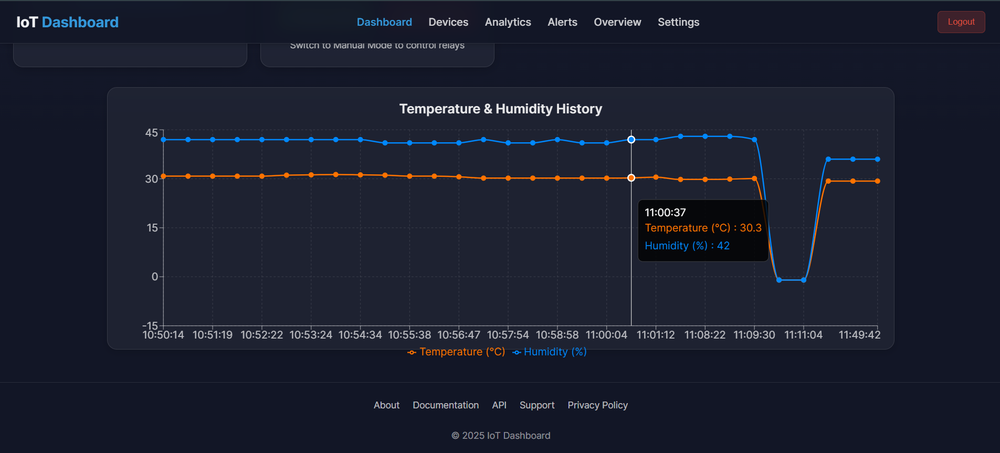 IoT Dashboard
Dashboard Devices Analytics Alerts Overview Settings
Logout
Switch to Manual Mode to control relays
Temperature & Humidity History
45
30
15
0
-15
10:50:14 10:51:19 10:52:22 10:53:24 10:54:34 10:55:38 10:56:47 10:57:54 10:58:58 11:00:04 11:01:12 11:08:22 11:09:30 11:11:04 11:49:42
11:00:37
Temperature (°C) : 30.3
Humidity (%) : 42
Temperature (°C) Humidity (%)
About Documentation API Support Privacy Policy
© 2025 IoT Dashboard